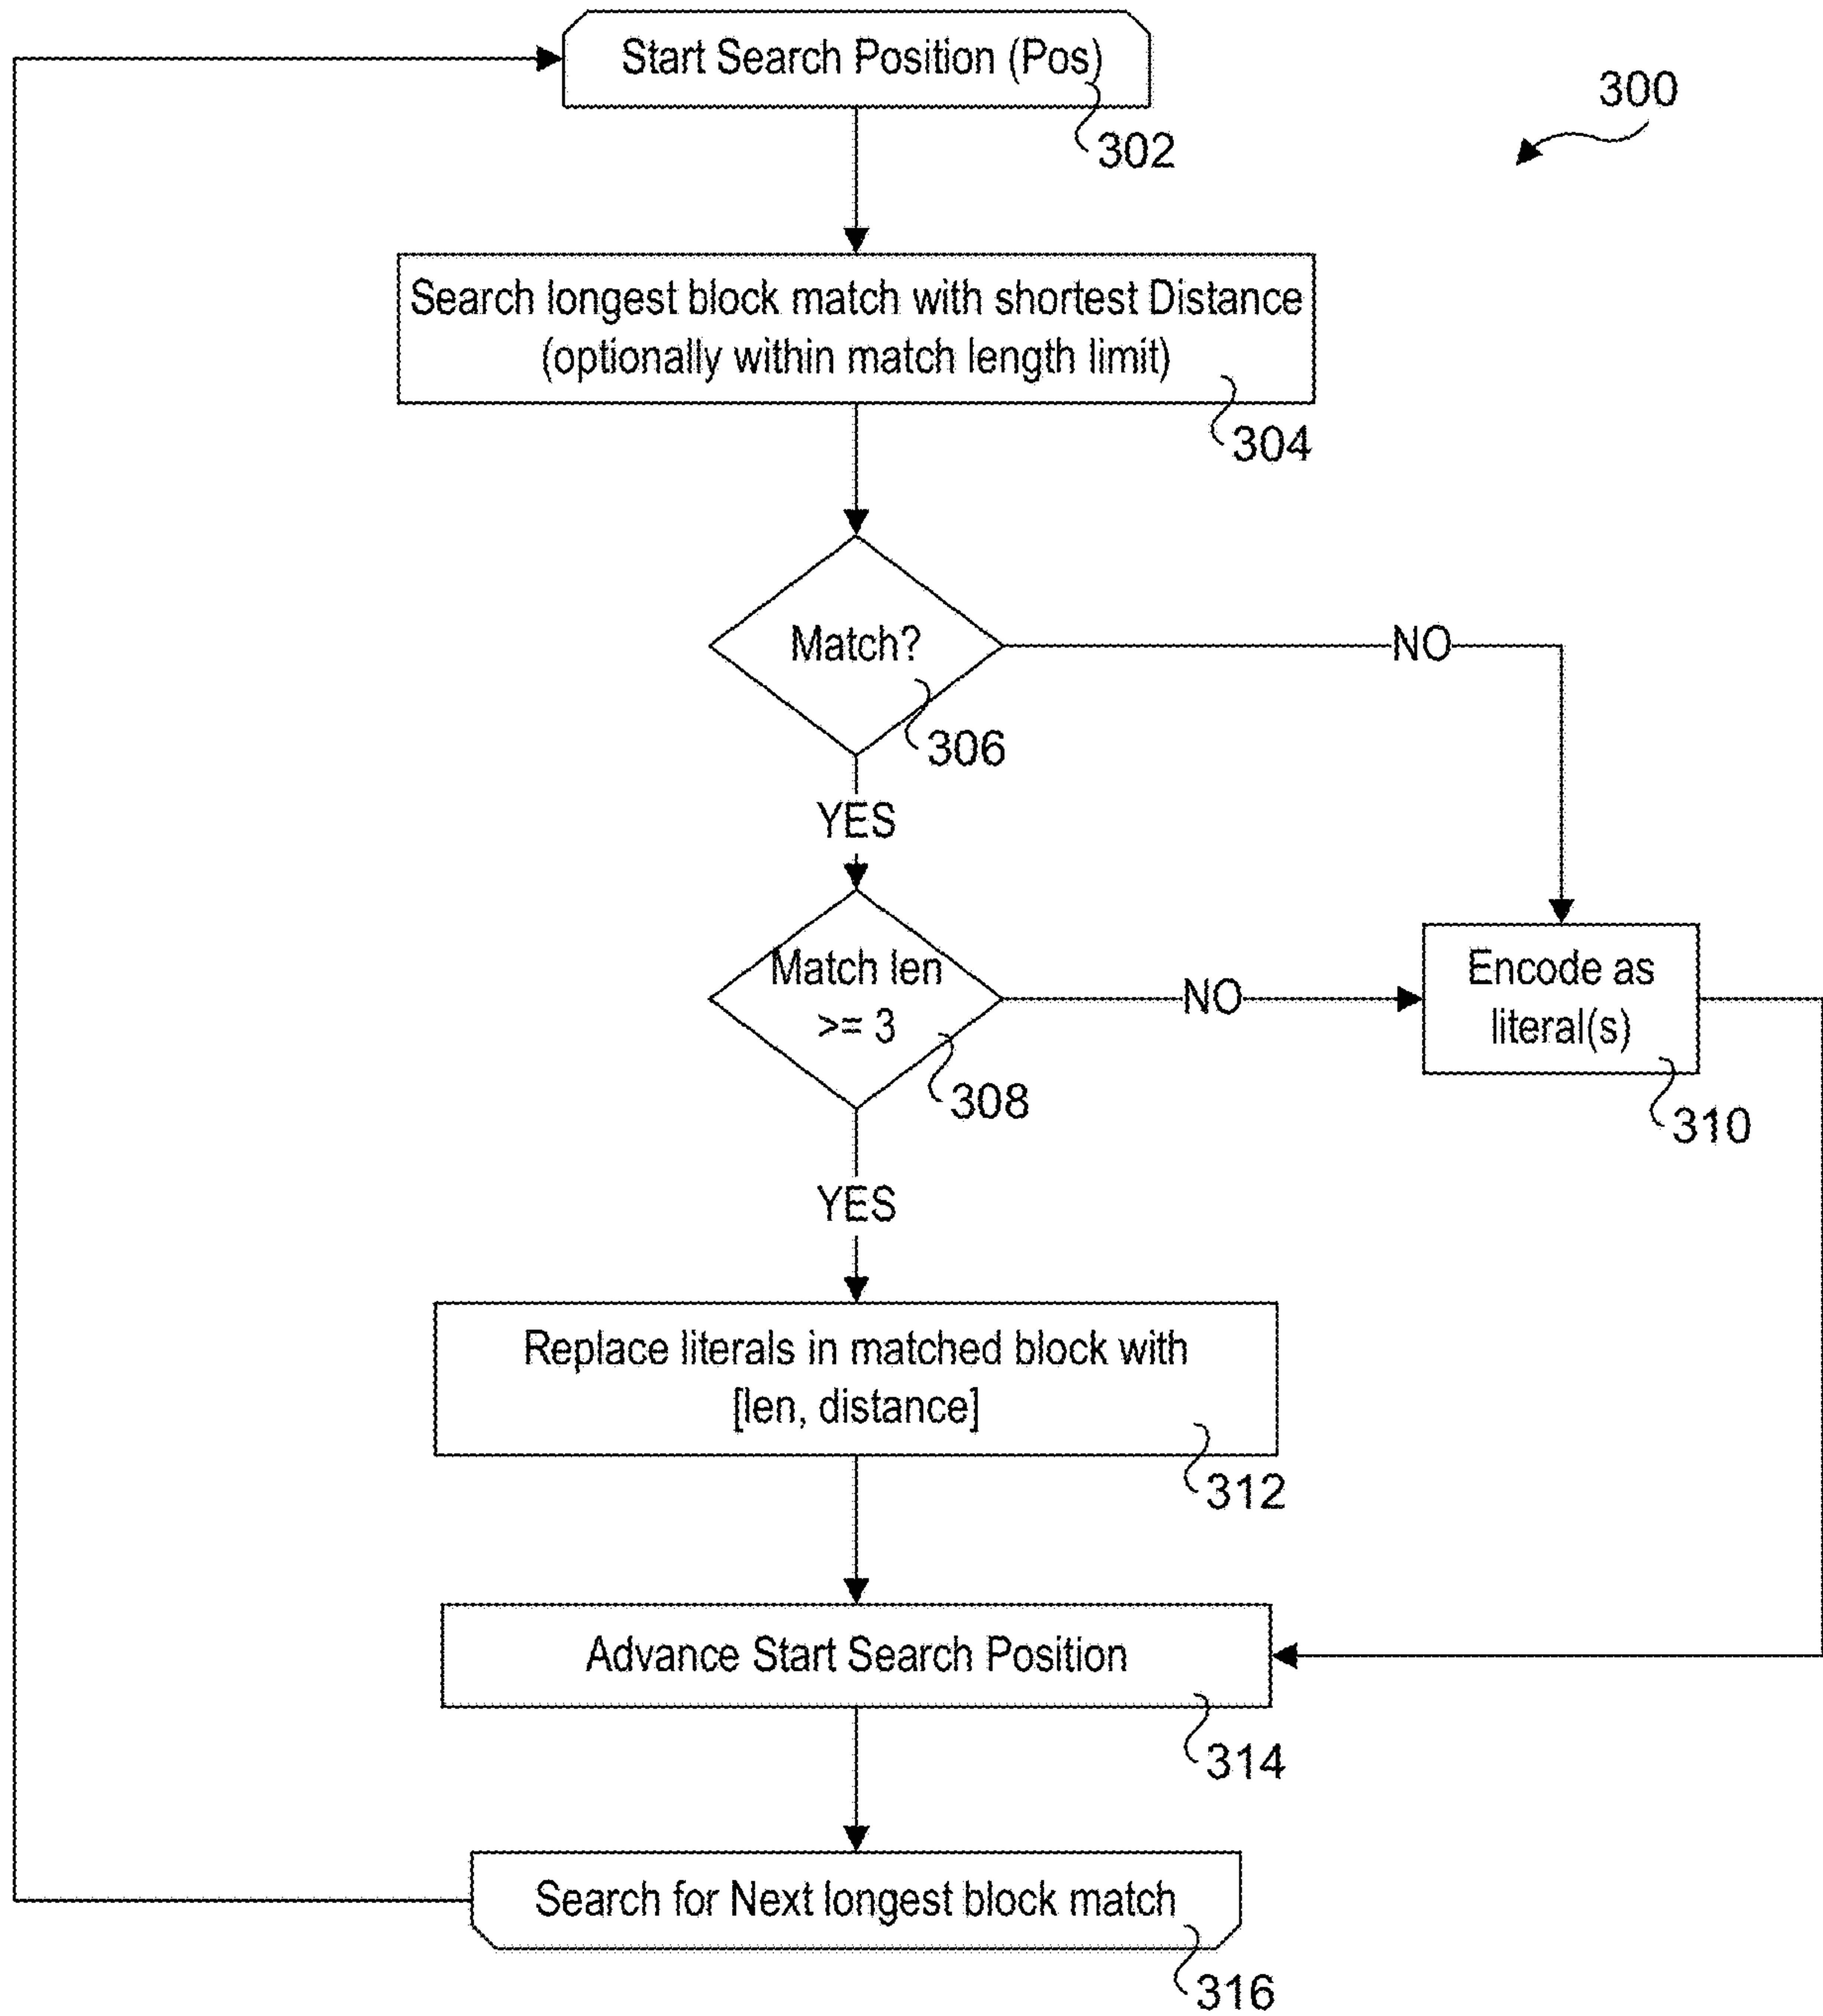 Start Search Position (Pos)
302
300
Search longest block match with shortest Distance
(optionally within match length limit)
304
Match?
306
NO
YES
Match len
>= 3
308
NO
Encode as
literal(s)
310
YES
Replace literals in matched block with
[len, distance]
312
Advance Start Search Position
314
Search for Next longest block match
316